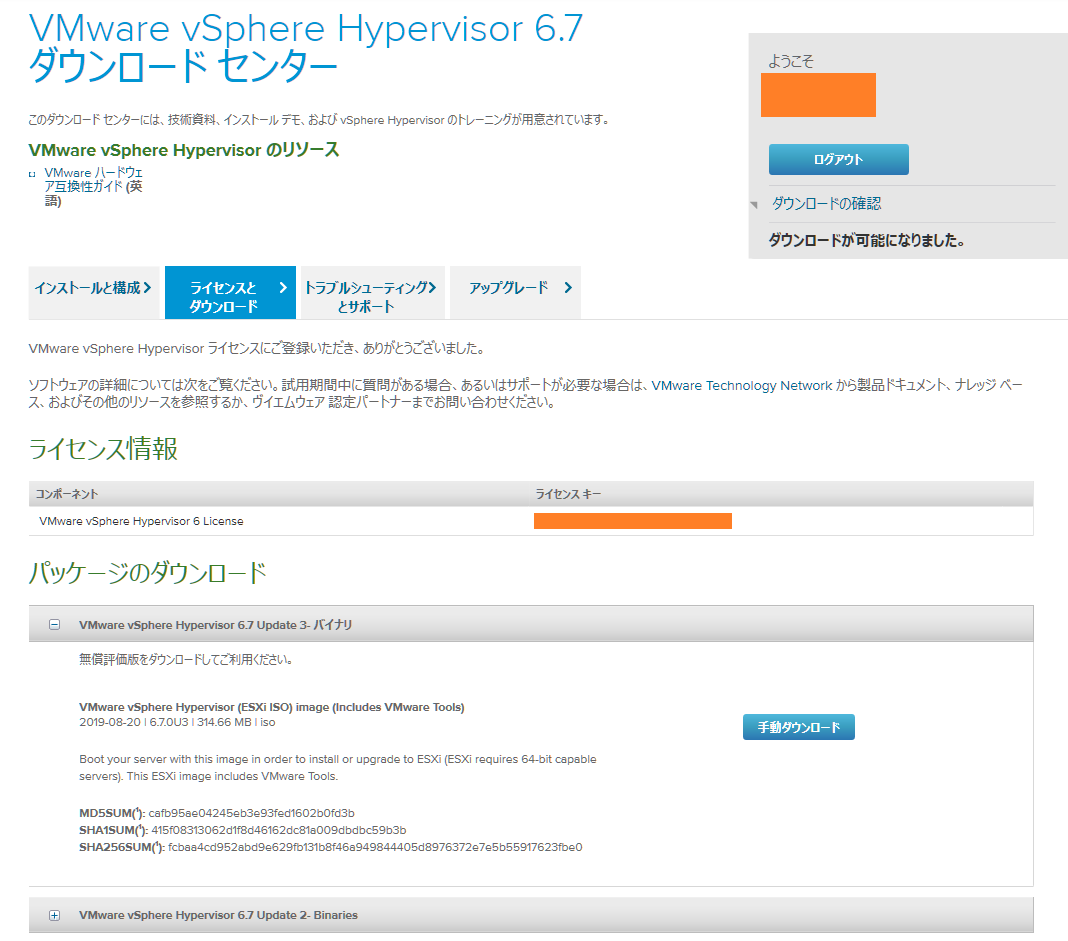 VMware vSphere Hypervisor 6.7
ダウンロード センター
ようこそ
このダウンロード センターには、技術資料、インストール デモ、および vSphere Hypervisor のトレーニングが用意されています。
VMware vSphere Hypervisor のリソース
VMware ハードウェ
ア互換性ガイド (英
語)
ログアウト
ダウンロードの確認
ダウンロードが可能になりました。
インストールと構成
ライセンスと
ダウンロード
トラブルシューティング
とサポート
アップグレード
VMware vSphere Hypervisor ライセンスにご登録いただき、ありがとうございました。
ソフトウェアの詳細については次をご覧ください。試用期間中に質問がある場合、あるいはサポートが必要な場合は、VMware Technology Network から製品ドキュメント、ナレッジ ベー
ス、およびその他のリソースを参照するか、ヴイエムウェア 認定パートナーまでお問い合わせください。
ライセンス情報
コンポーネント ライセンス キー
VMware vSphere Hypervisor 6 License
パッケージのダウンロード
VMware vSphere Hypervisor 6.7 Update 3- バイナリ
無償評価版をダウンロードしてご利用ください。
VMware vSphere Hypervisor (ESXi ISO) image (Includes VMware Tools)
2019-08-20 | 6.7.0U3 | 314.66 MB | iso
手動ダウンロード
Boot your server with this image in order to install or upgrade to ESXi (ESXi requires 64-bit capable
servers). This ESXi image includes VMware Tools.
MD5SUM(¹): cafb95ae04245eb3e93fed1602b0fd3b
SHA1SUM(¹): 415f08313062d1f8d46162dc81a009dbdbc59b3b
SHA256SUM(¹): fcbaa4cd952abd9e629fb131b8f46a949844405d8976372e7e5b55917623fbe0
VMware vSphere Hypervisor 6.7 Update 2- Binaries